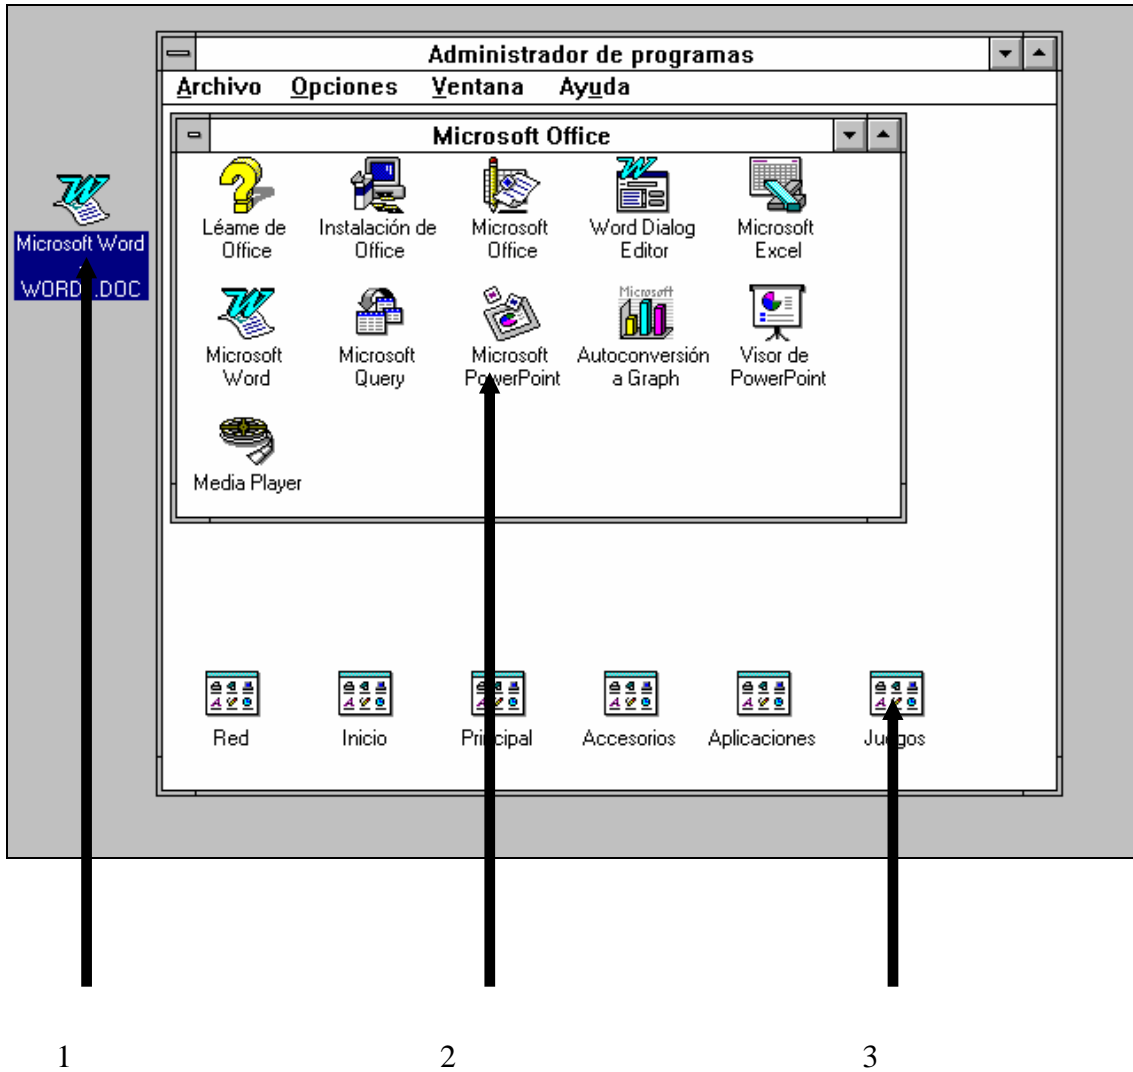 Administrador de programas
Archivo Opciones Ventana Ayuda
Microsoft Office
Léame de Office
Instalación de Office
Microsoft Office
Word Dialog Editor
Microsoft Excel
Microsoft Word
Microsoft Query
Microsoft PowerPoint
Autoconversión a Graph
Microsoft
Visor de PowerPoint
Media Player
Microsoft Word
Red
Inicio
Principal
Accesorios
Aplicaciones
Juegos
1 2 3